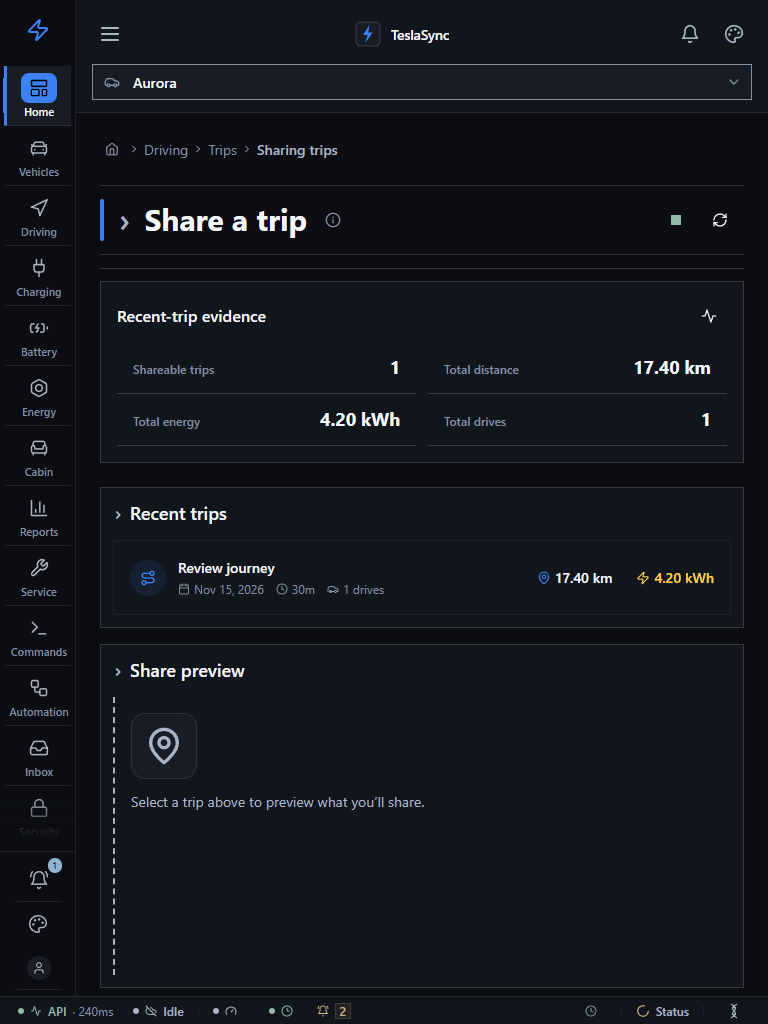 TeslaSync
Aurora
Home
Vehicles
Driving
Charging
Battery
Energy
Cabin
Reports
Service
Commands
Automation
Inbox
Security
1
Driving > Trips > Sharing trips
Share a trip
Recent-trip evidence
Shareable trips 1
Total distance 17.40 km
Total energy 4.20 kWh
Total drives 1
Recent trips
Review journey
Nov 15, 2026 30m 1 drives
17.40 km 4.20 kWh
Share preview
Select a trip above to preview what you’ll share.
API · 240ms Idle 2 Status